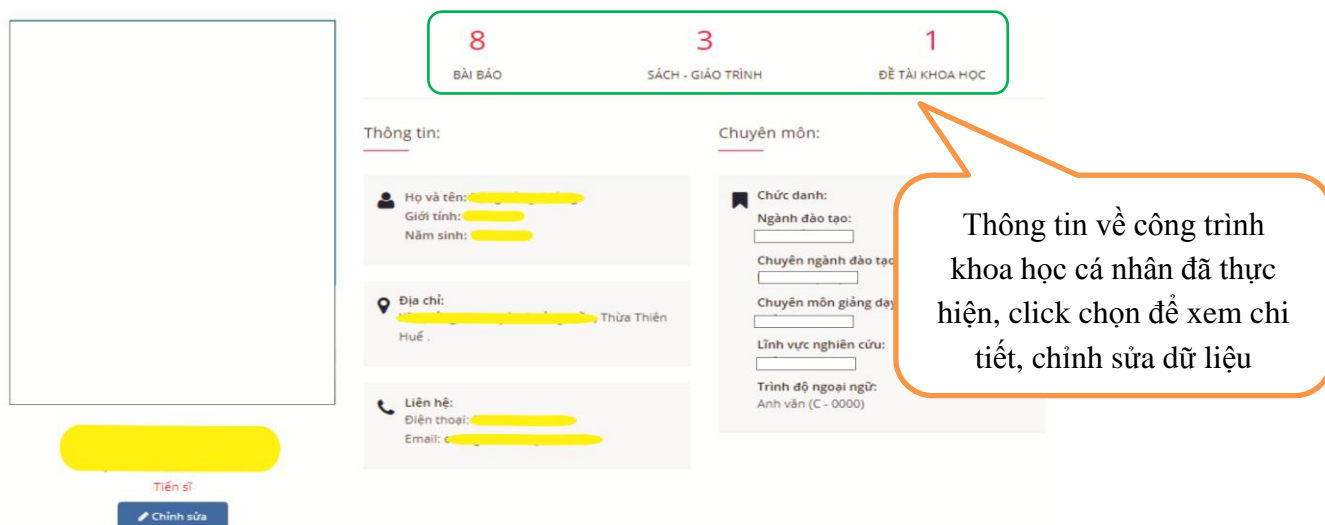 8
BÀI BÁO
3
SÁCH - GIÁO TRÌNH
1
ĐỀ TÀI KHOA HỌC
Thông tin:
Họ và tên:
Giới tính:
Năm sinh:
Địa chỉ:
, Thừa Thiên
Huế .
Liên hệ:
Điện thoại:
Email:
Chuyên môn:
Chức danh:
Ngành đào tạo:
Chuyên ngành đào tạo
Chuyên môn giảng dạy
Lĩnh vực nghiên cứu:
Trình độ ngoại ngữ:
Anh văn (C - 0000)
Thông tin về công trình
khoa học cá nhân đã thực
hiện, click chọn để xem chi
tiết, chỉnh sửa dữ liệu
Tiến sĩ
Chỉnh sửa